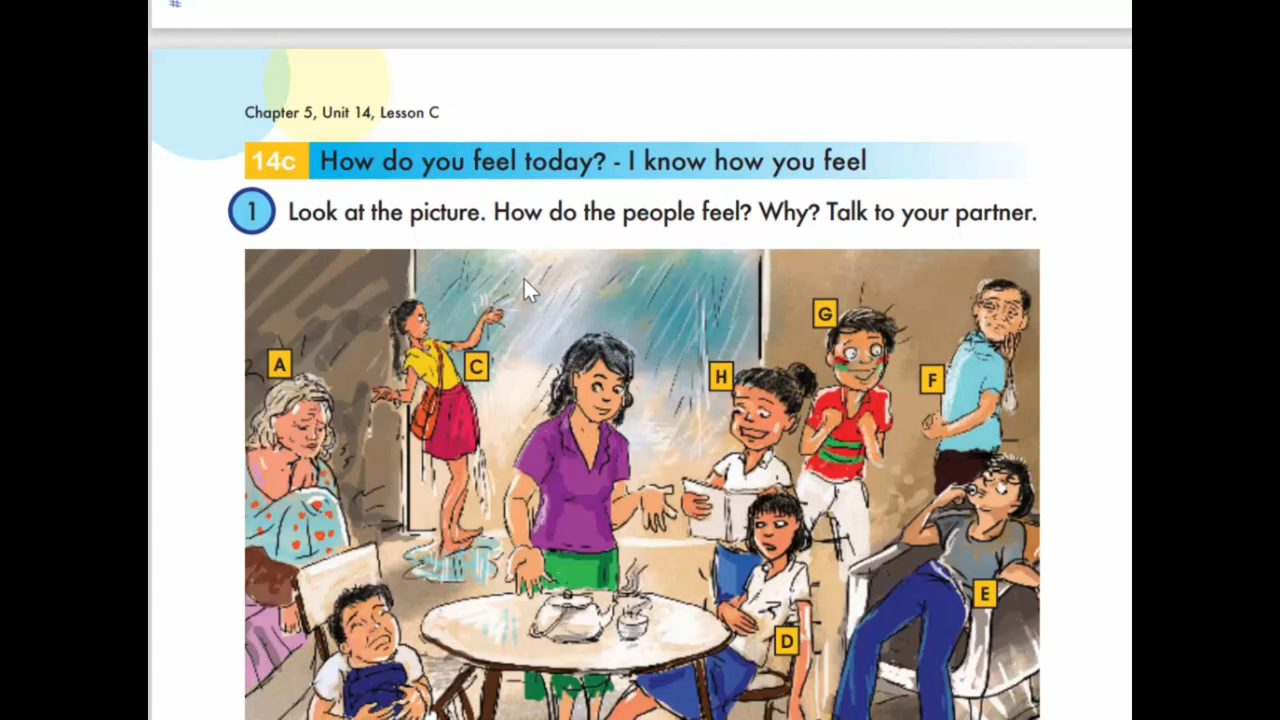 #
Chapter 5, Unit 14, Lesson C
14c How do you feel today? - I know how you feel
1 Look at the picture. How do the people feel? Why? Talk to your partner.
A
C
H
G
F
E
D